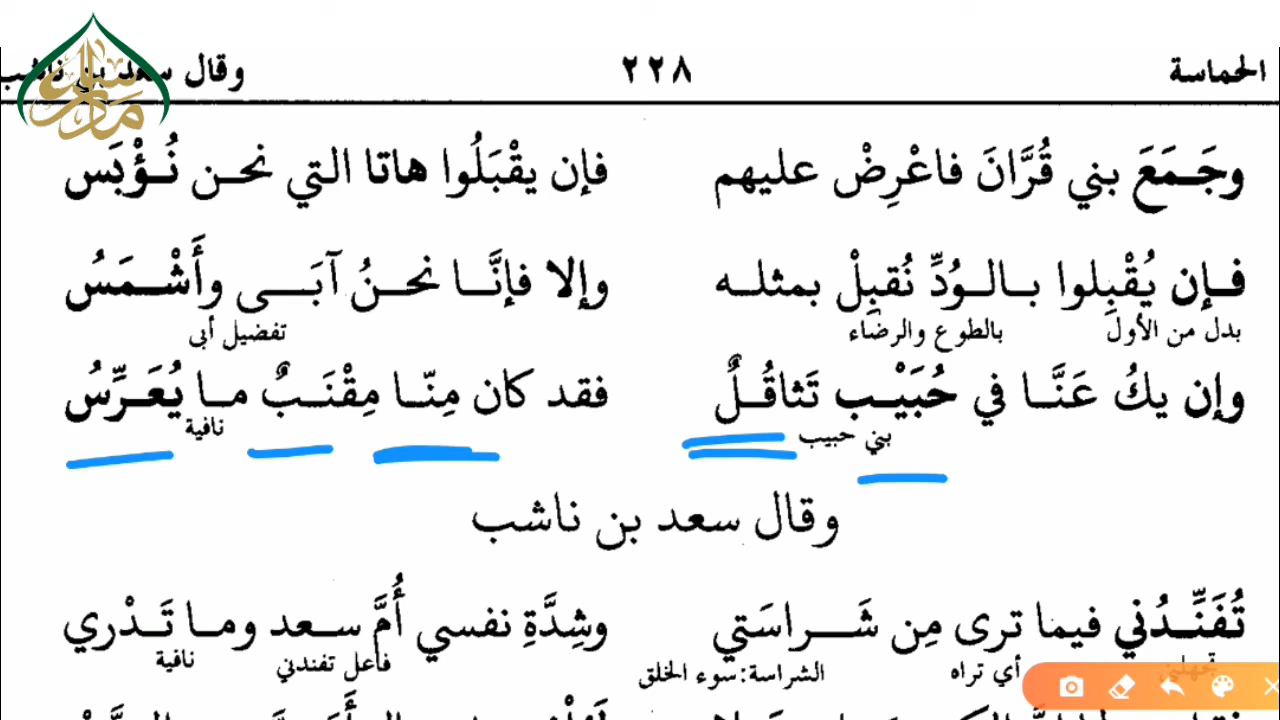 الحماسة ٢٢٨ وقال سعد بن ناشب
وجَمَعَ بني قُرَّانَ فاعْرِضْ عليهم فإن يقْبَلُوا هاتا التي نحن نُؤْبَس
فإن يُقْبِلوا بالوُدِّ نُقبِلْ بمثله وإلا فإنَّا نحنُ آبَى وأَشْمَسُ
بدل من الأول بالطوع والرضاء تفضيل أبى
وإن يكُ عَنَّا في حُبَيْب تَثاقُلٌ فقد كان مِنّا مِقْنَبٌ ما يُعَرِّسُ
بني حبيب نافية
وقال سعد بن ناشب
تُفَنِّدُني فيما ترى مِن شَراسَتي وشِدَّةِ نفسي أُمَّ سعد وما تَدْري
تجهلني أي تراه الشراسة:سوء الخلق فاعل تفندني نافية